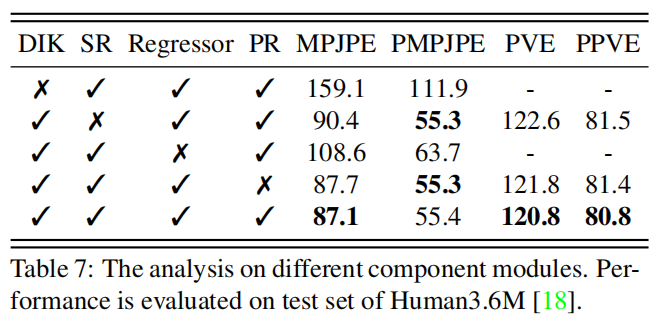 DIK SR Regressor PR MPJPE PMPJPE PVE PPVE
✗ ✓ ✓ ✓ 159.1 111.9 - -
✓ ✗ ✓ ✓ 90.4 55.3 122.6 81.5
✓ ✓ ✗ ✓ 108.6 63.7 - -
✓ ✓ ✓ ✗ 87.7 55.3 121.8 81.4
✓ ✓ ✓ ✓ 87.1 55.4 120.8 80.8
Table 7: The analysis on different component modules. Per-
formance is evaluated on test set of Human3.6M [18].